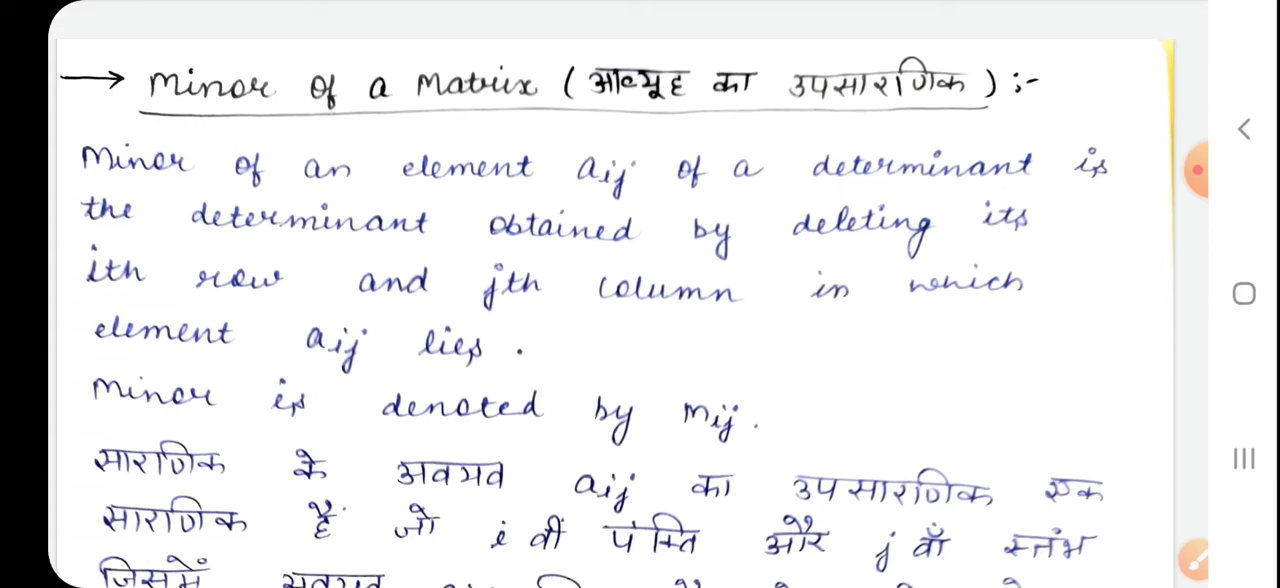 → Minor of a Matrix (आव्यूह का उपसारणिक) :-
Minor of an element aij of a determinant is
the determinant obtained by deleting its
ith row and jth column in which
element aij lies.
Minor is denoted by Mij.
सारणिक के अवयव aij का उपसारणिक एक
सारणिक है जो i वीं पंक्ति और j वाँ स्तंभ
जिसमें अवयव